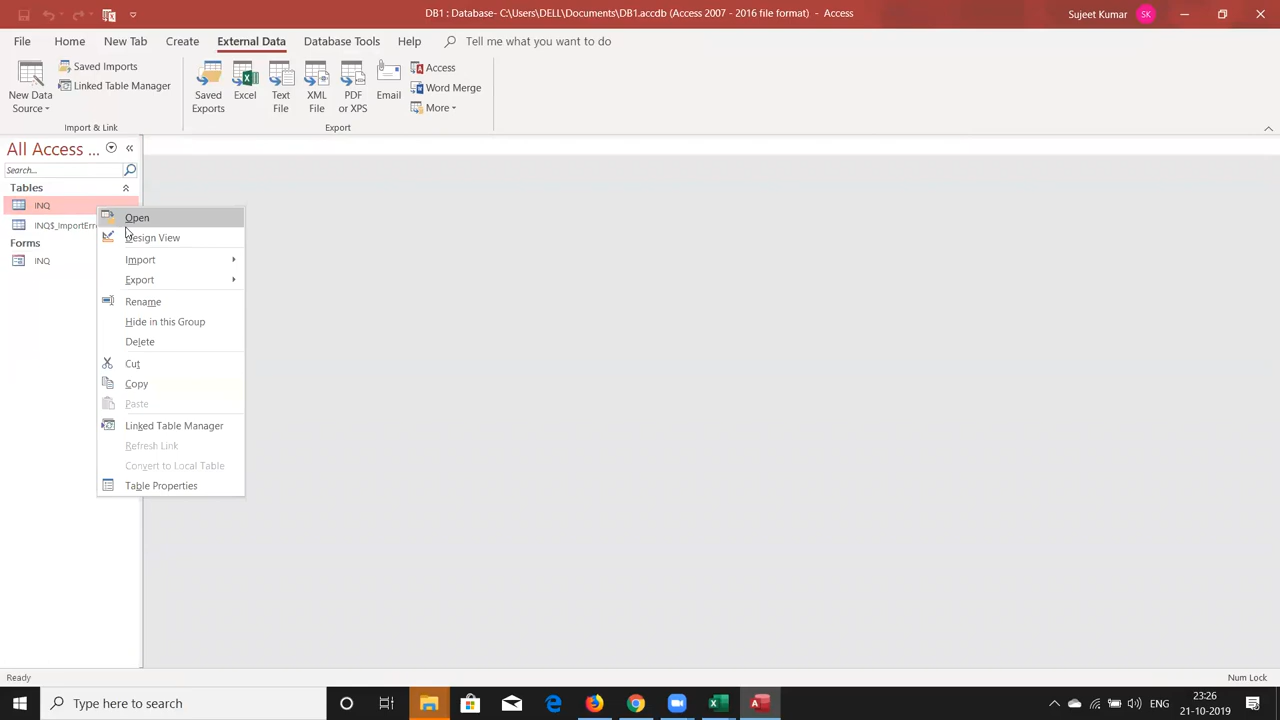 DB1 : Database- C:\Users\DELL\Documents\DB1.accdb (Access 2007 - 2016 file format) - Access
Sujeet Kumar
SK
File Home New Tab Create External Data Database Tools Help Tell me what you want to do
New Data Source
Saved Imports
Linked Table Manager
Import & Link
Saved Exports
Excel
Text File
XML File
PDF or XPS
Email
Access
Word Merge
More
Export
All Access ...
Search...
Tables
INQ
INQ$_ImportErr
Forms
INQ
Open
Design View
Import
Export
Rename
Hide in this Group
Delete
Cut
Copy
Paste
Linked Table Manager
Refresh Link
Convert to Local Table
Table Properties
Ready
Num Lock
Type here to search
ENG
23:26
21-10-2019